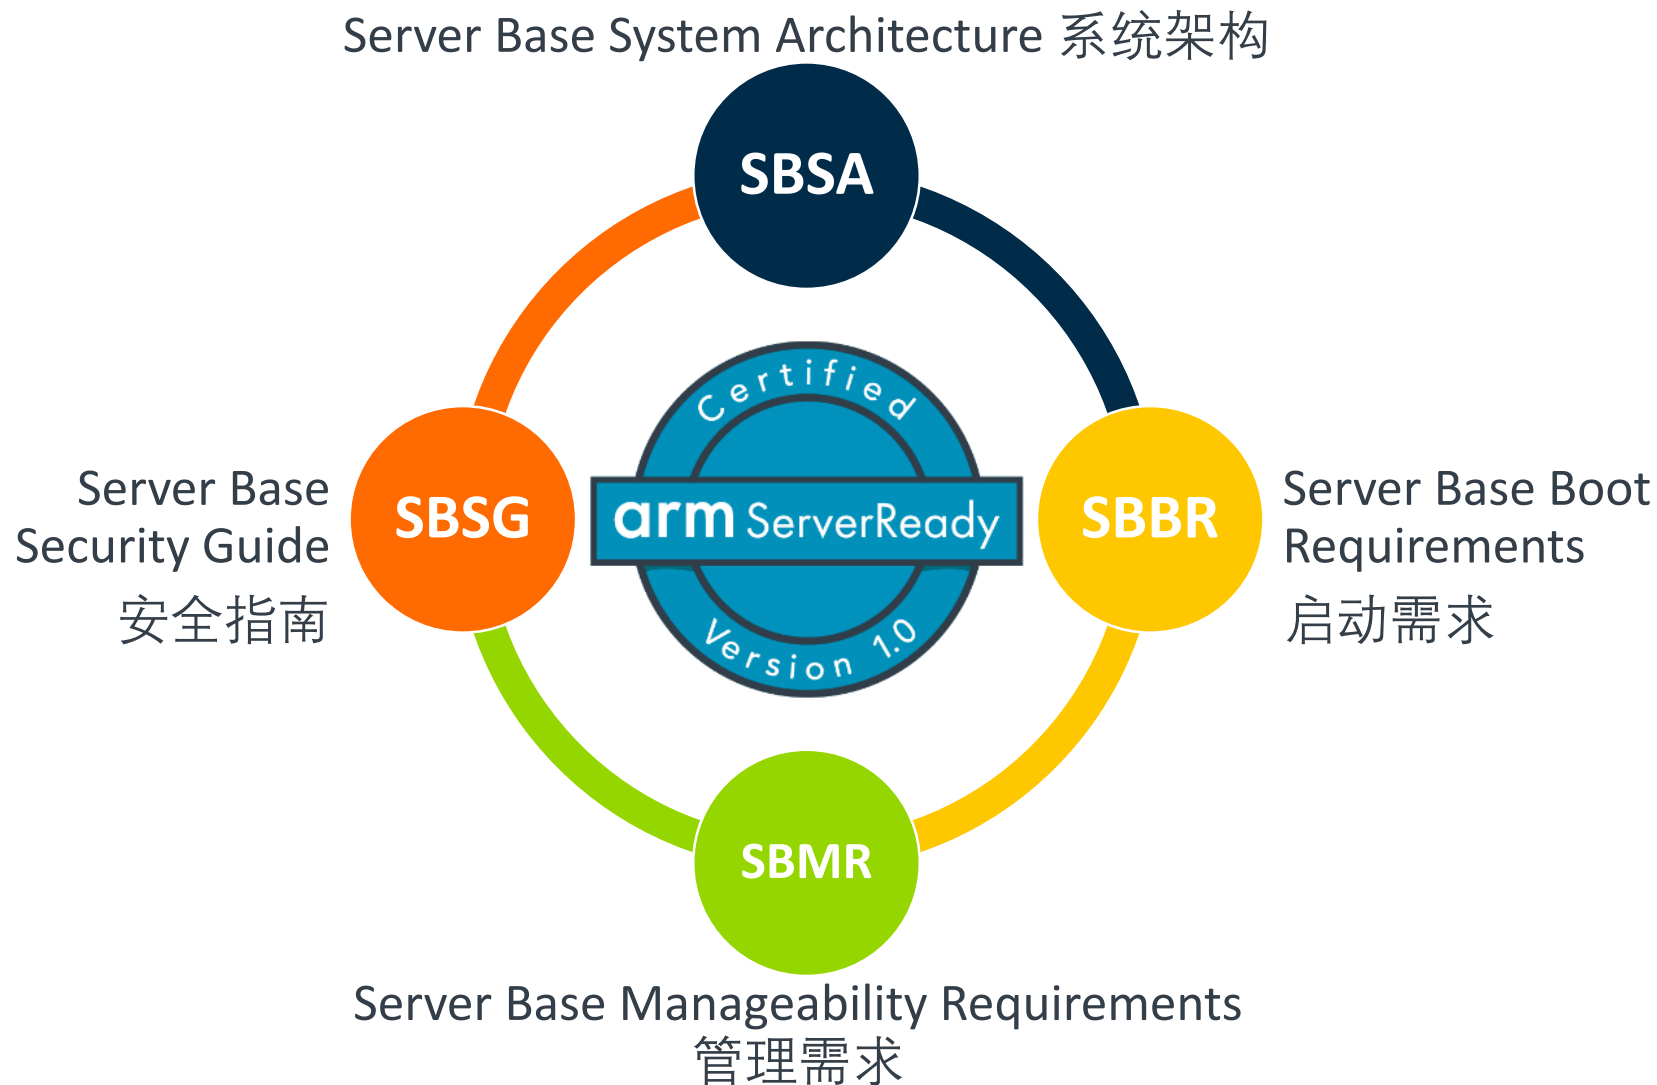 Server Base System Architecture 系统架构
SBSA
Certified
arm ServerReady
Version 1.0
SBSG
Server Base
Security Guide
安全指南
SBBR
Server Base Boot
Requirements
启动需求
SBMR
Server Base Manageability Requirements
管理需求